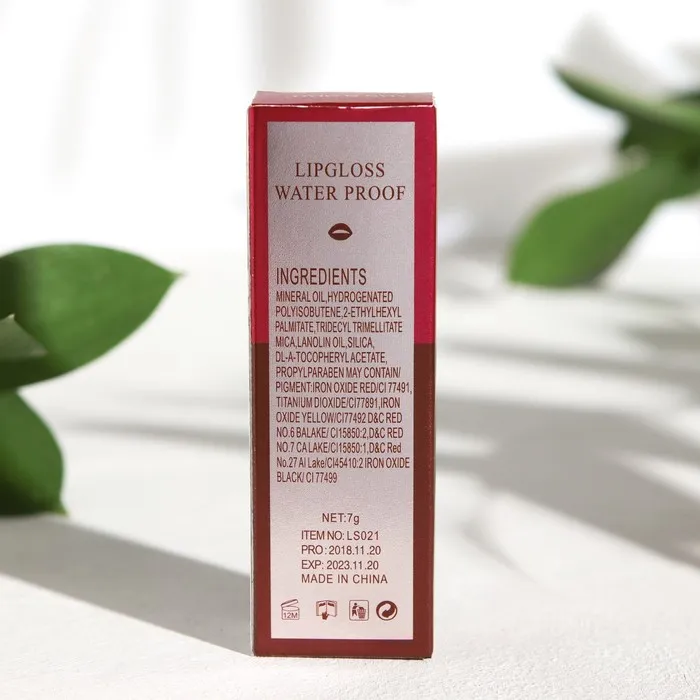 LIPGLOSS
WATER PROOF
INGREDIENTS
MINERAL OIL,HYDROGENATED
POLYISOBUTENE,2-ETHYLHEXYL
PALMITATE,TRIDECYL TRIMELLITATE
MICA,LANOLIN OIL,SILICA,
DL-A-TOCOPHERYL ACETATE,
PROPYLPARABEN MAY CONTAIN/
PIGMENT:IRON OXIDE RED/CI 77491,
TITANIUM DIOXIDE/CI77891,IRON
OXIDE YELLOW/CI77492 D&C RED
NO.6 BALAKE/ CI15850:2,D&C RED
NO.7 CA LAKE/ CI15850:1,D&C Red
No.27 Al Lake/CI45410:2 IRON OXIDE
BLACK/ CI 77499
NET:7g
ITEM NO: LS021
PRO : 2018.11.20
EXP: 2023.11.20
MADE IN CHINA
12M